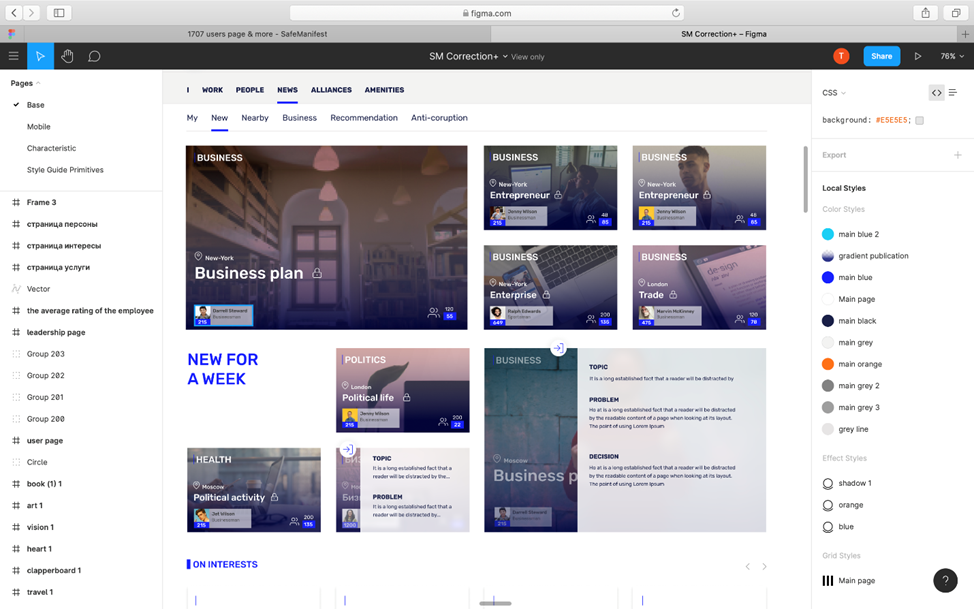 figma.com
1707 users page & more - SafeManifest
SM Correction+ – Figma
SM Correction+
View only
T
Share
76%
Pages
Base
Mobile
Characteristic
Style Guide Primitives
Frame 3
страница персоны
страница интересы
страница услуги
Vector
the average rating of the employee
leadership page
Group 203
Group 202
Group 201
Group 200
user page
Circle
book (1) 1
art 1
vision 1
heart 1
clapperboard 1
travel 1
I WORK PEOPLE NEWS ALLIANCES AMENITIES
My New Nearby Business Recommendation Anti-coruption
BUSINESS
New-York
Business plan
Darrell Steward
Businessman
215
120
55
BUSINESS
New-York
Entrepreneur
Jenny Wilson
Businessman
215
48
65
BUSINESS
New-York
Entrepreneur
Jenny Wilson
Businessman
215
48
65
BUSINESS
New-York
Enterprise
Ralph Edwards
Sportsman
649
200
135
BUSINESS
London
Trade
Marvin McKinney
Businessman
475
120
78
NEW FOR
A WEEK
POLITICS
London
Political life
Jenny Wilson
Businessman
215
200
22
BUSINESS
Moscow
Business p
Darrell Steward
Businessman
215
TOPIC
It is a long established fact that a reader will be distracted by
PROBLEM
Ho at is a long established fact that a reader will be distracted
by the readable content of a page when looking at its layout.
The point of using Lorem Ipsum
DECISION
Ho at is a long established fact that a reader will be distracted
by the readable content of a page when looking at its layout.
The point of using Lorem Ipsum
HEALTH
Moscow
Political activity
Jaf Wilson
Businessman
215
200
135
БИЗ
Moscow
Бизн
1200
TOPIC
It is a long established fact that a
reader will be distracted by the...
PROBLEM
It is a long established fact that a
reader will be distracted by...
ON INTERESTS
CSS
background: #E5E5E5;
Export
Local Styles
Color Styles
main blue 2
gradient publication
main blue
Main page
main black
main grey
main orange
main grey 2
main grey 3
grey line
Effect Styles
shadow 1
orange
blue
Grid Styles
Main page
?